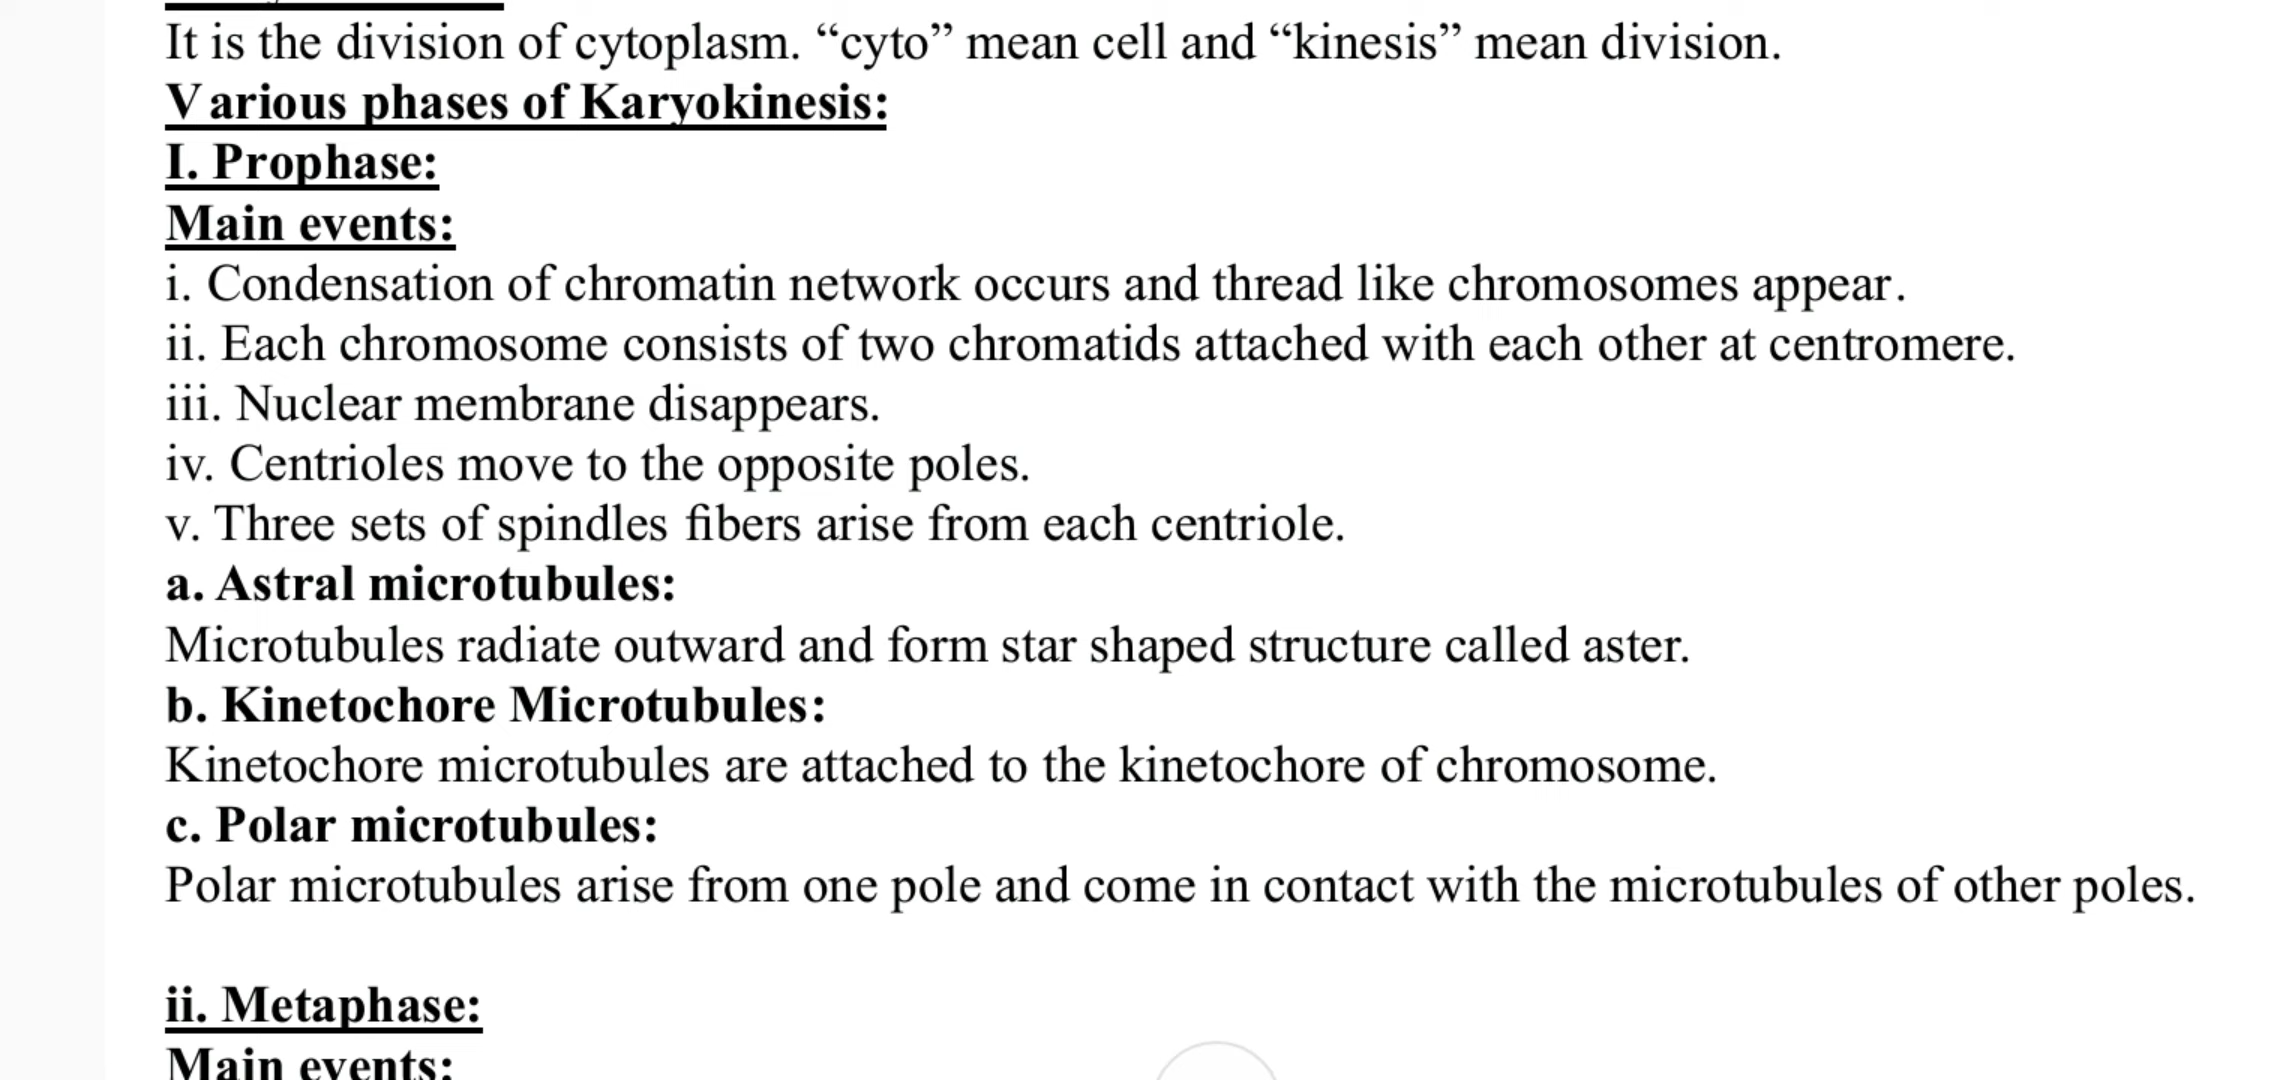 It is the division of cytoplasm. “cyto” mean cell and “kinesis” mean division.
Various phases of Karyokinesis:
I. Prophase:
Main events:
i. Condensation of chromatin network occurs and thread like chromosomes appear.
ii. Each chromosome consists of two chromatids attached with each other at centromere.
iii. Nuclear membrane disappears.
iv. Centrioles move to the opposite poles.
v. Three sets of spindles fibers arise from each centriole.
a. Astral microtubules:
Microtubules radiate outward and form star shaped structure called aster.
b. Kinetochore Microtubules:
Kinetochore microtubules are attached to the kinetochore of chromosome.
c. Polar microtubules:
Polar microtubules arise from one pole and come in contact with the microtubules of other poles.
ii. Metaphase:
Main events: